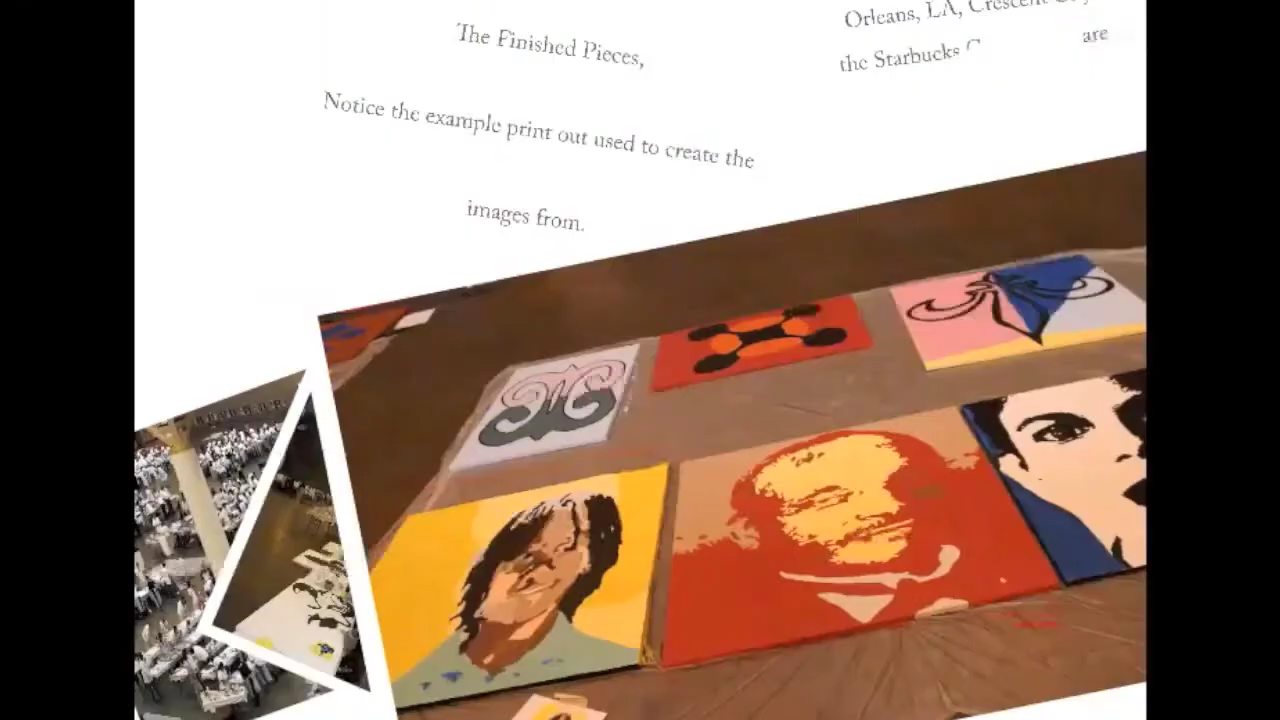 The Finished Pieces,
Notice the example print out used to create the
images from.
Orleans, LA, Crescent
the Starbucks
are